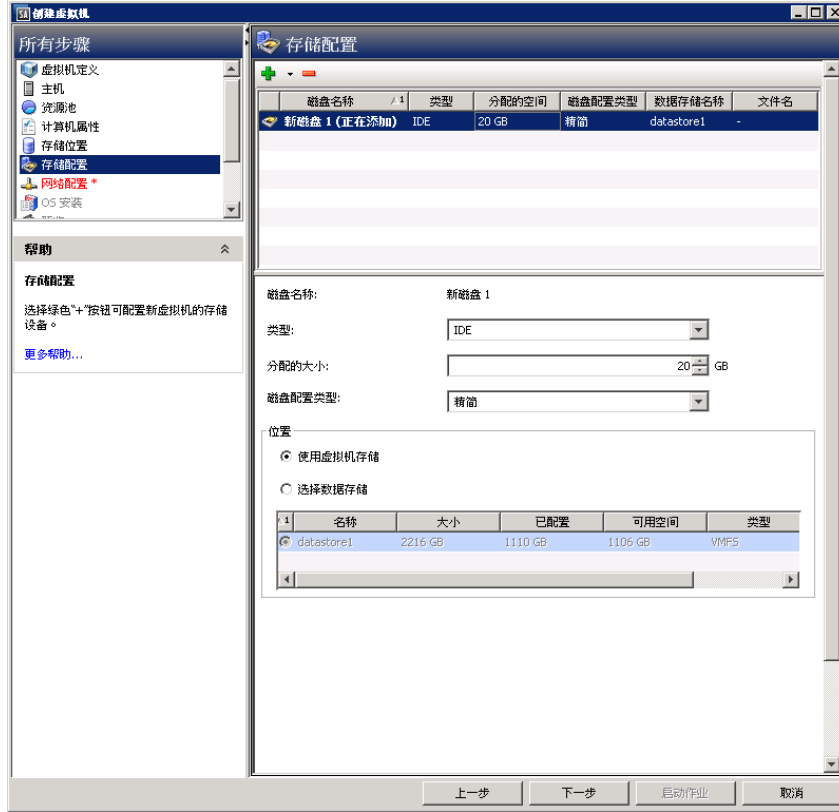 SA 创建虚拟机
所有步骤
虚拟机定义
主机
资源池
计算机属性
存储位置
存储配置
网络配置 *
OS 安装
帮助
存储配置
选择绿色"+"按钮可配置新虚拟机的存储
设备。
更多帮助...
存储配置
磁盘名称 /1 类型 分配的空间 磁盘配置类型 数据存储名称 文件名
新磁盘 1 (正在添加) IDE 20 GB 精简 datastore1 -
磁盘名称: 新磁盘 1
类型: IDE
分配的大小: 20 GB
磁盘配置类型: 精简
位置
使用虚拟机存储
选择数据存储
1 名称 大小 已配置 可用空间 类型
datastore1 2216 GB 1110 GB 1106 GB VMFS
上一步 下一步 启动作业 取消